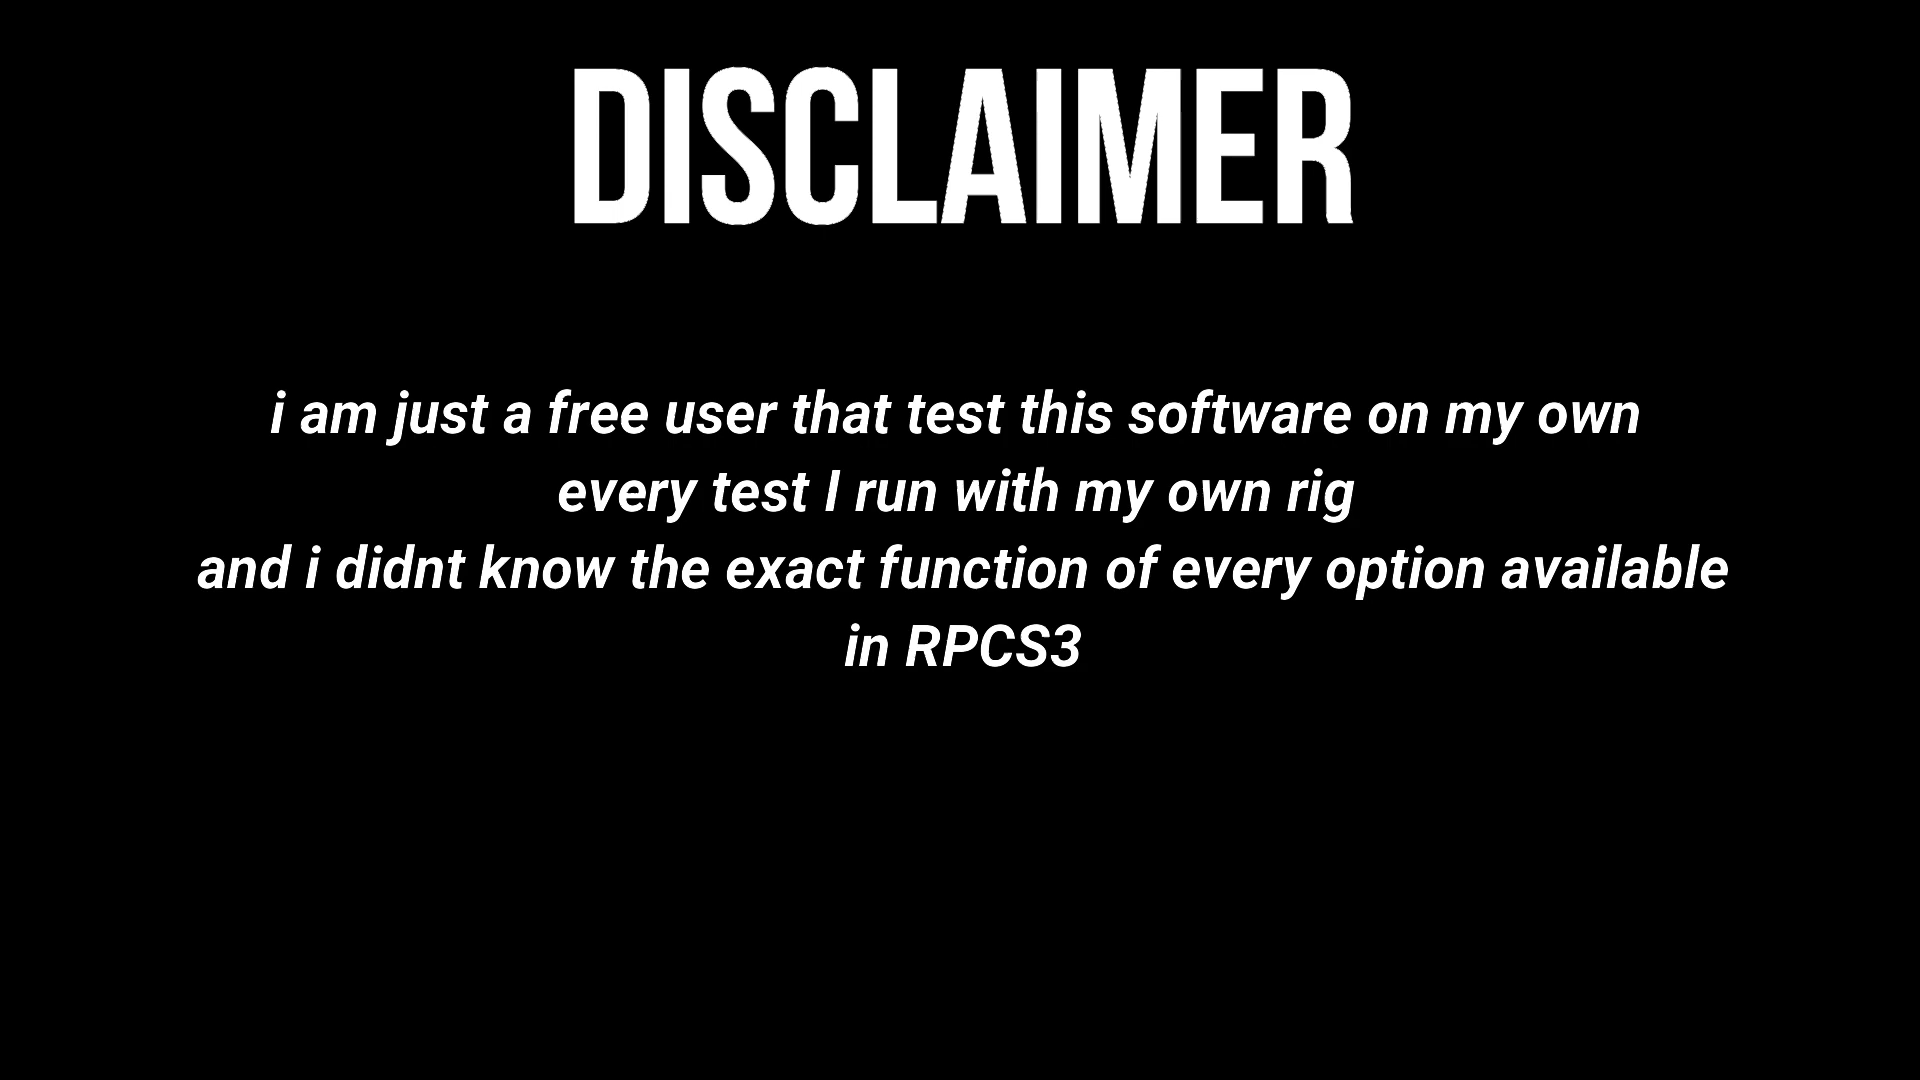 DISCLAIMER
i am just a free user that test this software on my own
every test I run with my own rig
and i didnt know the exact function of every option available
in RPCS3